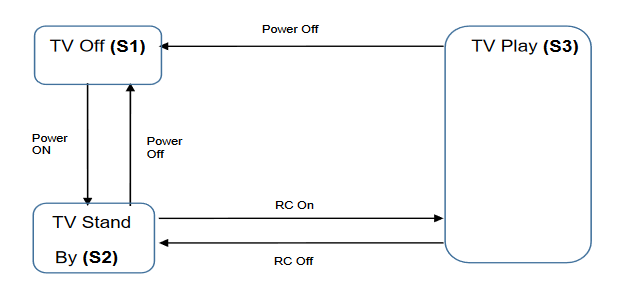 Power Off
TV Off (S1)
TV Play (S3)
Power
ON
Power
Off
TV Stand
By (S2)
RC On
RC Off